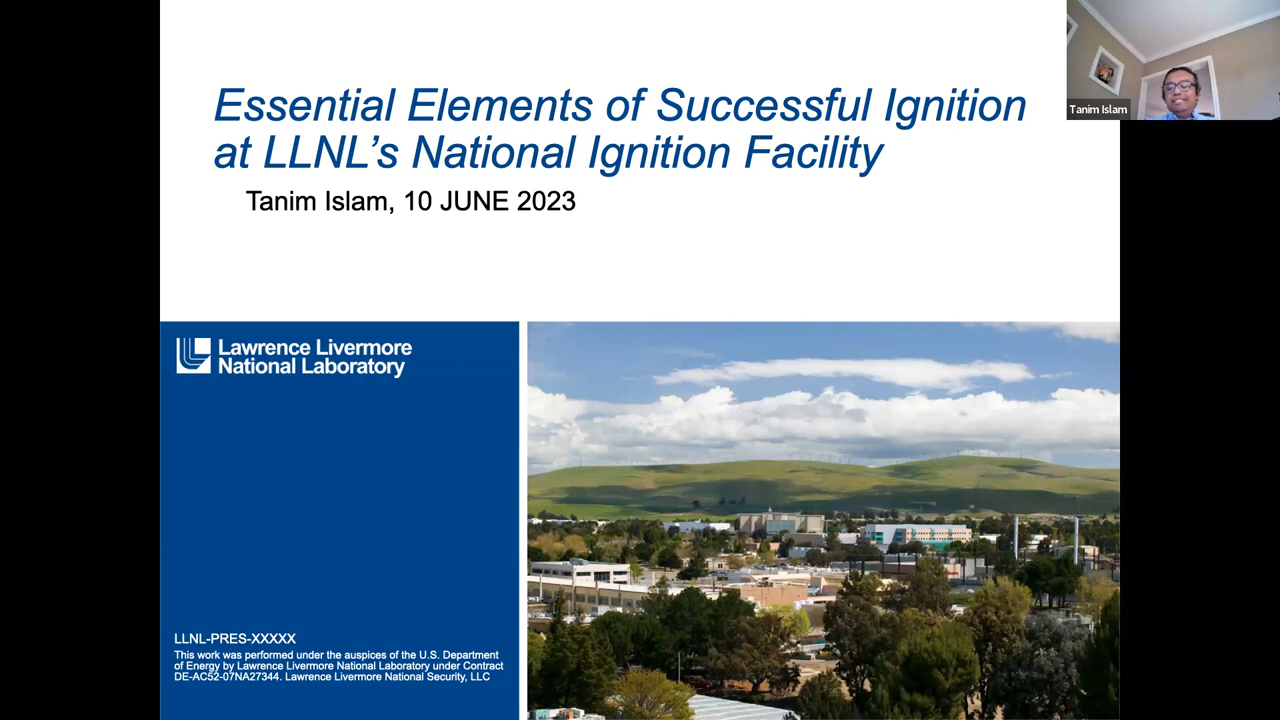 Essential Elements of Successful Ignition
at LLNL’s National Ignition Facility
Tanim Islam, 10 JUNE 2023
Tanim Islam
Lawrence Livermore
National Laboratory
LLNL-PRES-XXXXX
This work was performed under the auspices of the U.S. Department
of Energy by Lawrence Livermore National Laboratory under Contract
DE-AC52-07NA27344. Lawrence Livermore National Security, LLC